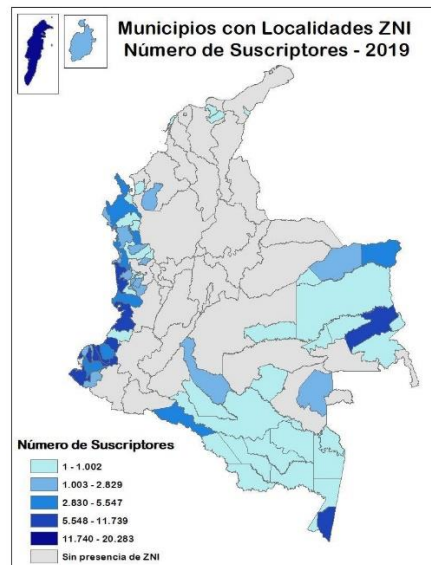 Municipios con Localidades ZNI
Número de Suscriptores - 2019
Número de Suscriptores
1 - 1.002
1.003 - 2.829
2.830 - 5.547
5.548 - 11.739
11.740 - 20.283
Sin presencia de ZNI